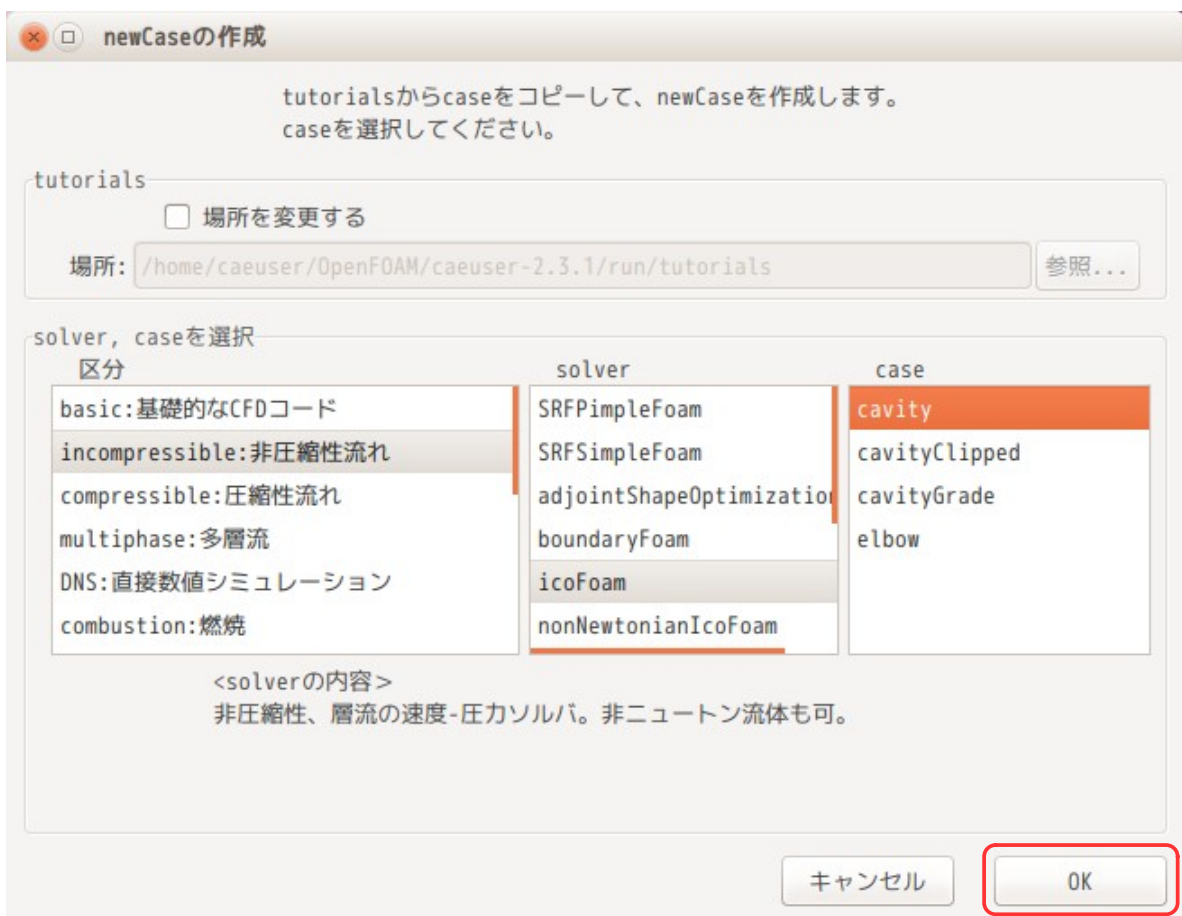 newCaseの作成
tutorialsからcaseをコピーして、newCaseを作成します。
caseを選択してください。
tutorials
場所を変更する
場所: /home/caeuser/OpenFOAM/caeuser-2.3.1/run/tutorials 参照...
solver, caseを選択
区分 solver case
basic:基礎的なCFDコード SRFPimpleFoam cavity
incompressible:非圧縮性流れ SRFSimpleFoam cavityClipped
compressible:圧縮性流れ adjointShapeOptimization cavityGrade
multiphase:多層流 boundaryFoam elbow
DNS:直接数値シミュレーション icoFoam
combustion:燃焼 nonNewtonianIcoFoam
<solverの内容＞
非圧縮性、層流の速度-圧力ソルバ。非ニュートン流体も可。
キャンセル OK